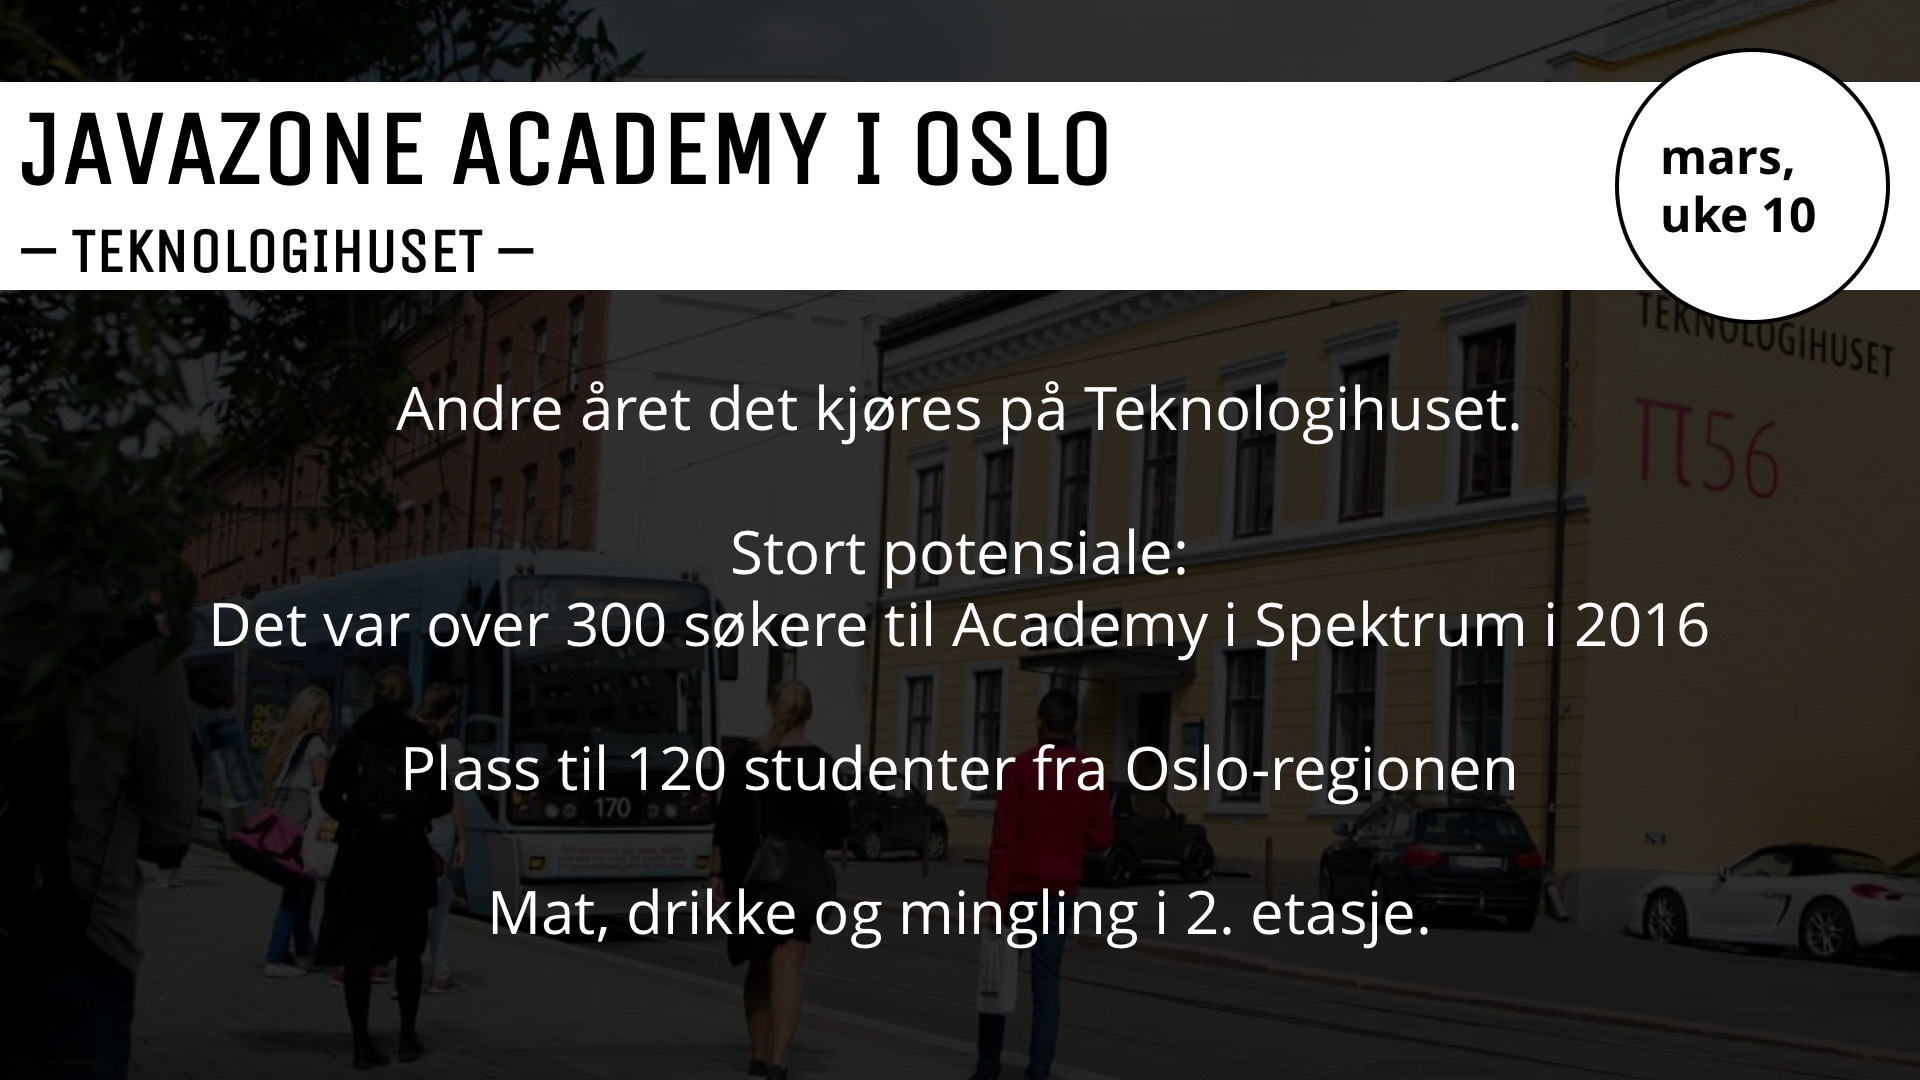 JAVAZONE ACADEMY I OSLO
– TEKNOLOGIHUSET –
mars,
uke 10
TEKNOLOGIHUSET
π56
Andre året det kjøres på Teknologihuset.
Stort potensiale:
Det var over 300 søkere til Academy i Spektrum i 2016
Plass til 120 studenter fra Oslo-regionen
170
Mat, drikke og mingling i 2. etasje.